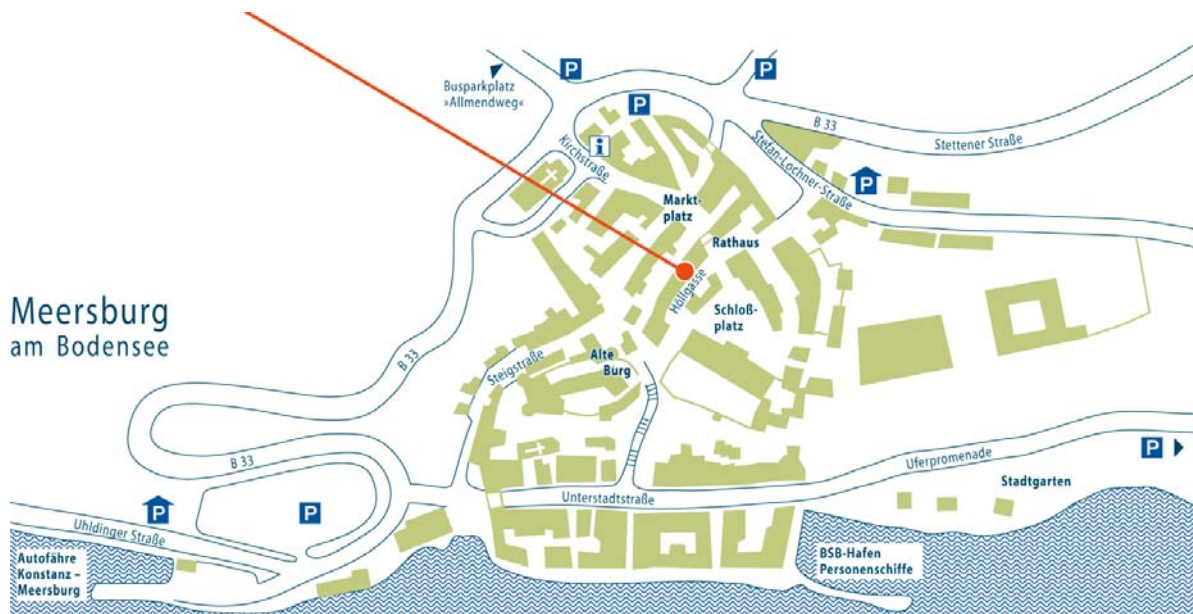 P
P
P
Busparkplatz
»Allmendweg«
B 33
Stettener Straße
i
Kirchstraße
Stefan-Lochner-Straße
P
Markt-
platz
Rathaus
Höllgasse
Schloß-
platz
Meersburg
am Bodensee
B 33
Steigstraße
Alte
Burg
B 33
Uferpromenade
P
Stadtgarten
Unterstadtstraße
P
P
Uhldinger Straße
Autofähre
Konstanz –
Meersburg
BSB-Hafen
Personenschiffe